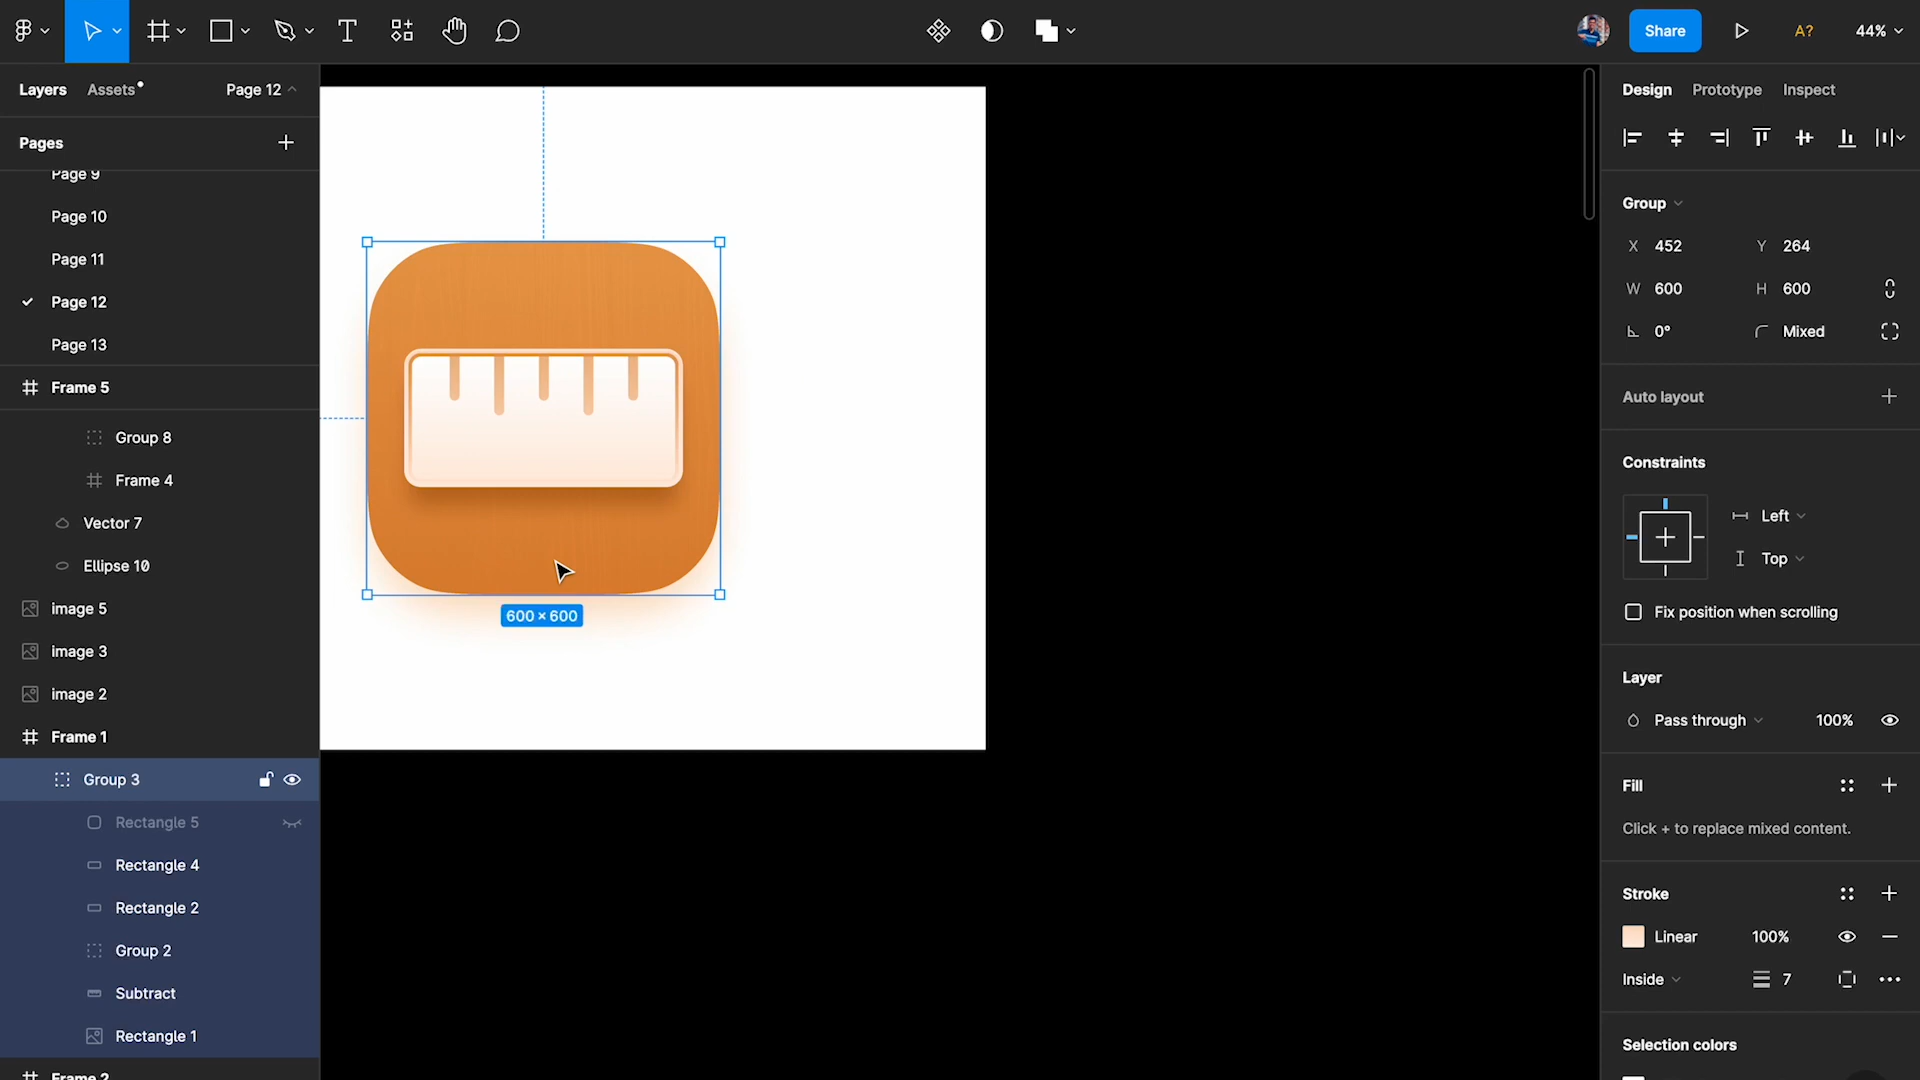 Share
A?
44%
Layers
Assets
Page 12
Pages
Page 9
Page 10
Page 11
Page 12
Page 13
Frame 5
Group 8
Frame 4
Vector 7
Ellipse 10
image 5
image 3
image 2
Frame 1
Group 3
Rectangle 5
Rectangle 4
Rectangle 2
Group 2
Subtract
Rectangle 1
Frame 2
600 × 600
Design
Prototype
Inspect
Group
X 452
Y 264
W 600
H 600
0°
Mixed
Auto layout
Constraints
Left
Top
Fix position when scrolling
Layer
Pass through
100%
Fill
Click + to replace mixed content.
Stroke
Linear
100%
Inside
7
Selection colors